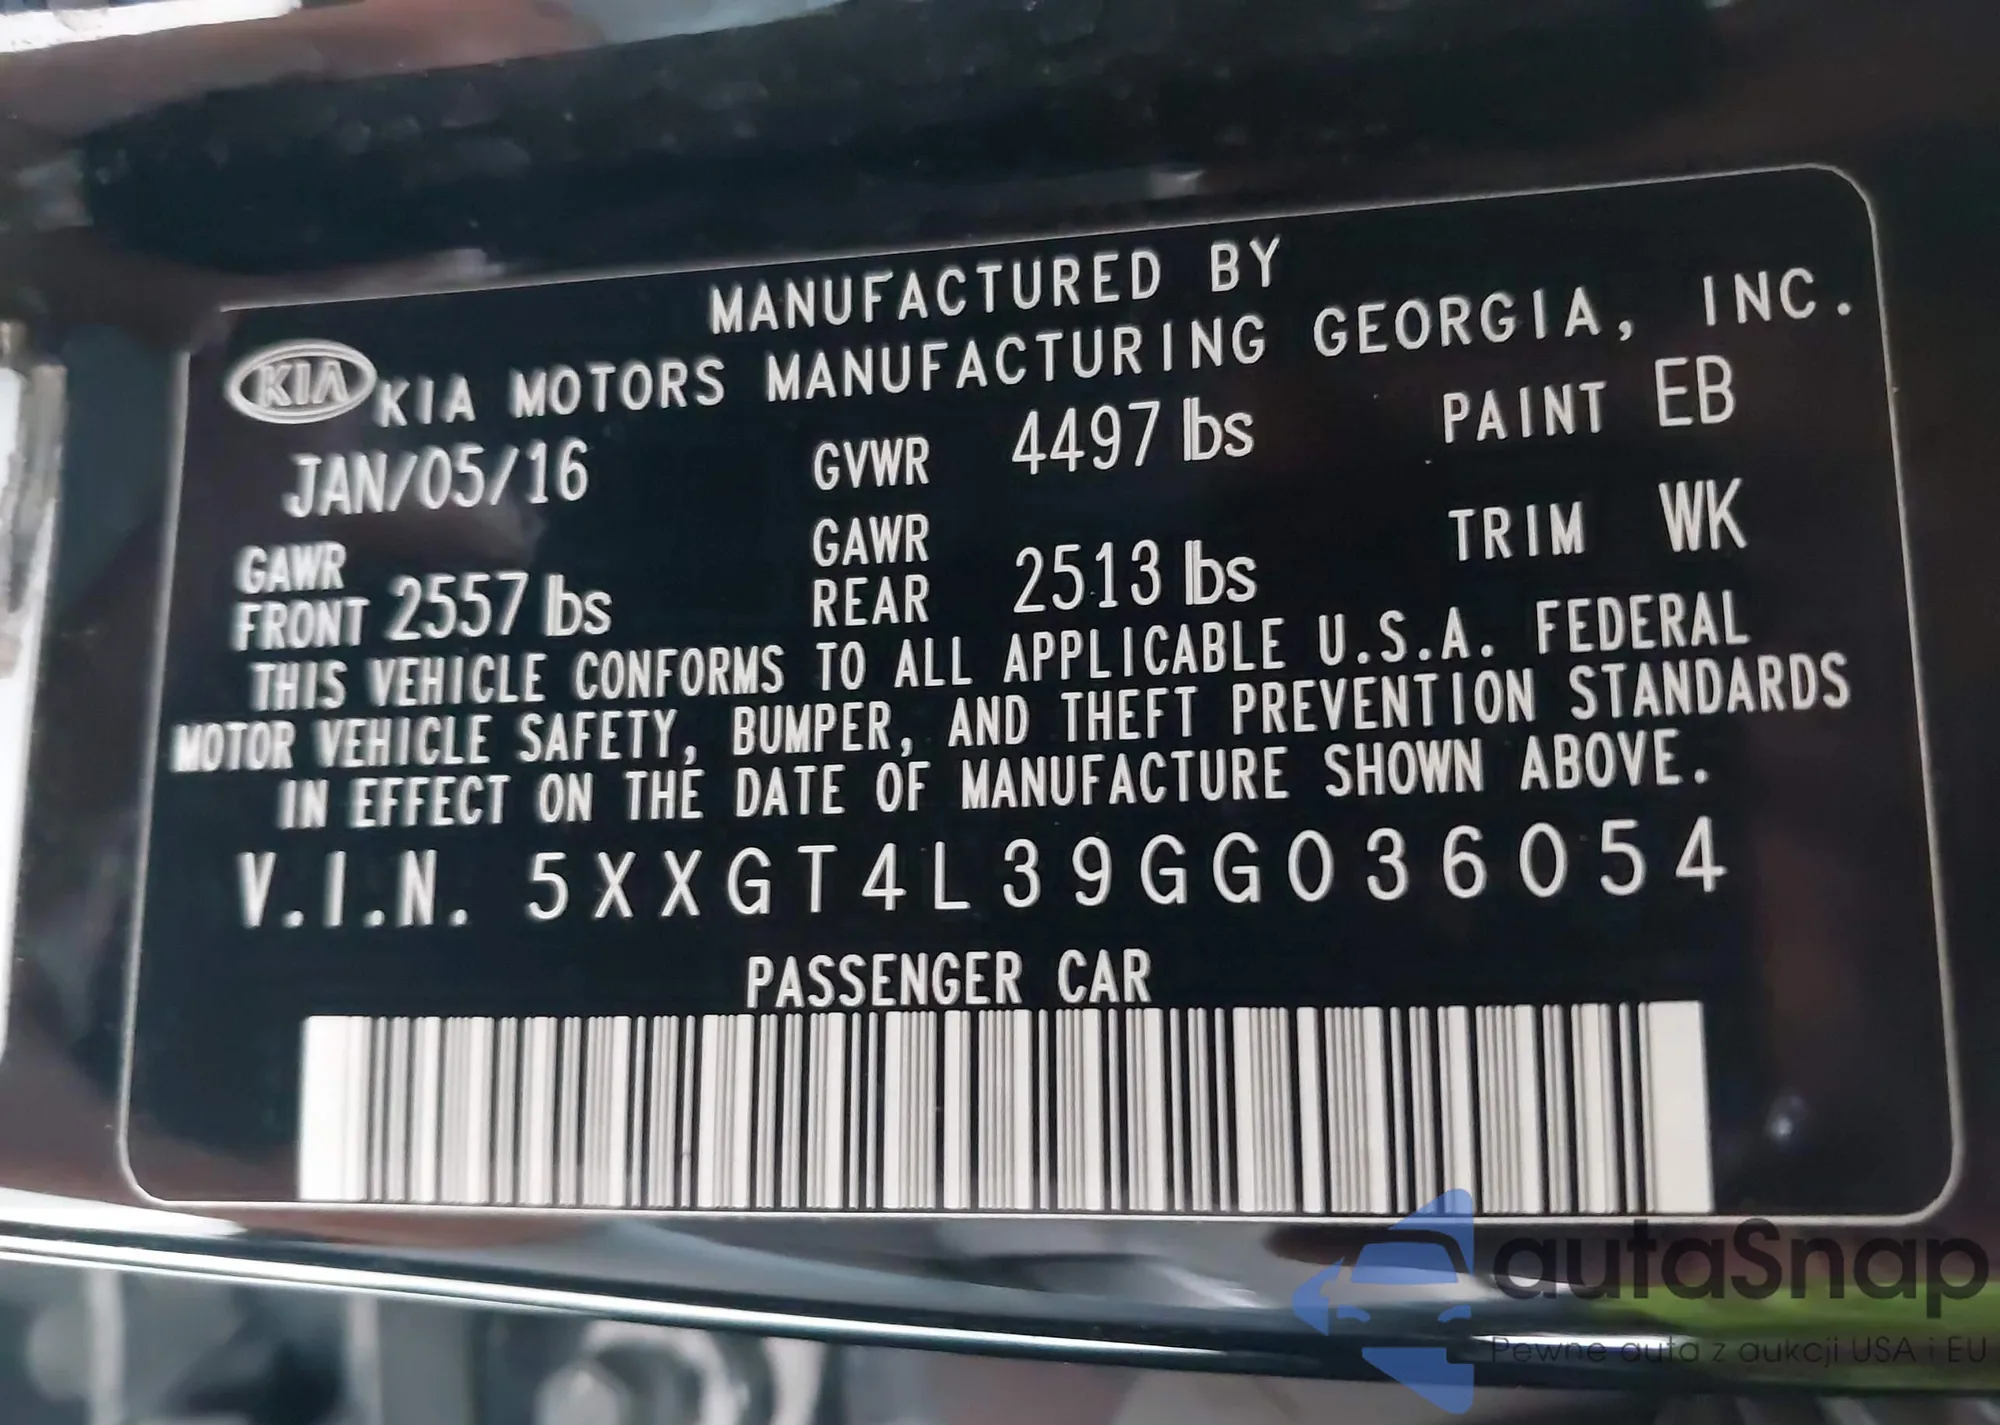 MANUFACTURED BY
KIA KIA MOTORS MANUFACTURING GEORGIA, INC.
JAN/05/16 GVWR 4497 lbs PAINT EB
GAWR FRONT 2557 lbs GAWR REAR 2513 lbs TRIM WK
THIS VEHICLE CONFORMS TO ALL APPLICABLE U.S.A. FEDERAL
MOTOR VEHICLE SAFETY, BUMPER, AND THEFT PREVENTION STANDARDS
IN EFFECT ON THE DATE OF MANUFACTURE SHOWN ABOVE.
V.I.N. 5XXGT4L39GG036054
PASSENGER CAR
autaSnap
Pewne auta z aukcji USA i EU